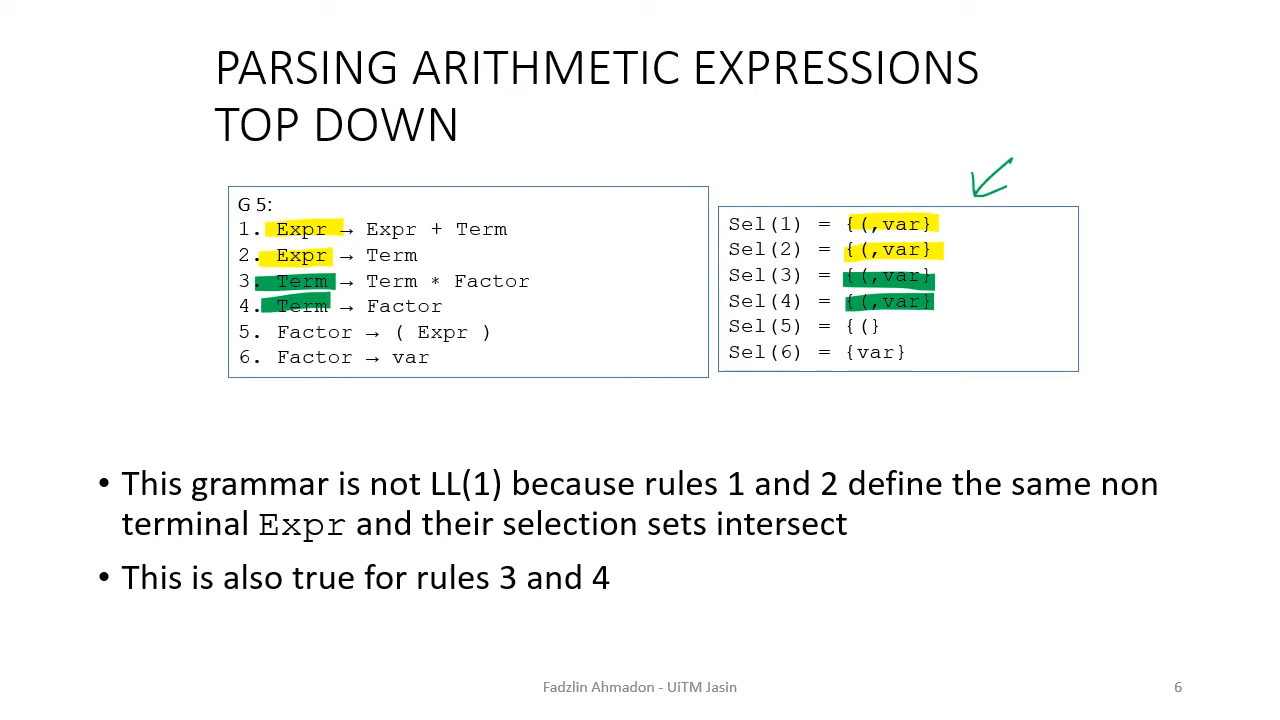 PARSING ARITHMETIC EXPRESSIONS
TOP DOWN
G 5:
1. Expr → Expr + Term
2. Expr → Term
3. Term → Term * Factor
4. Term → Factor
5. Factor → ( Expr )
6. Factor → var
Sel(1) = {(,var}
Sel(2) = {(,var}
Sel(3) = {(,var}
Sel(4) = {(,var}
Sel(5) = {(}
Sel(6) = {var}
• This grammar is not LL(1) because rules 1 and 2 define the same non
terminal Expr and their selection sets intersect
• This is also true for rules 3 and 4
Fadzlin Ahmadon - UiTM Jasin
6